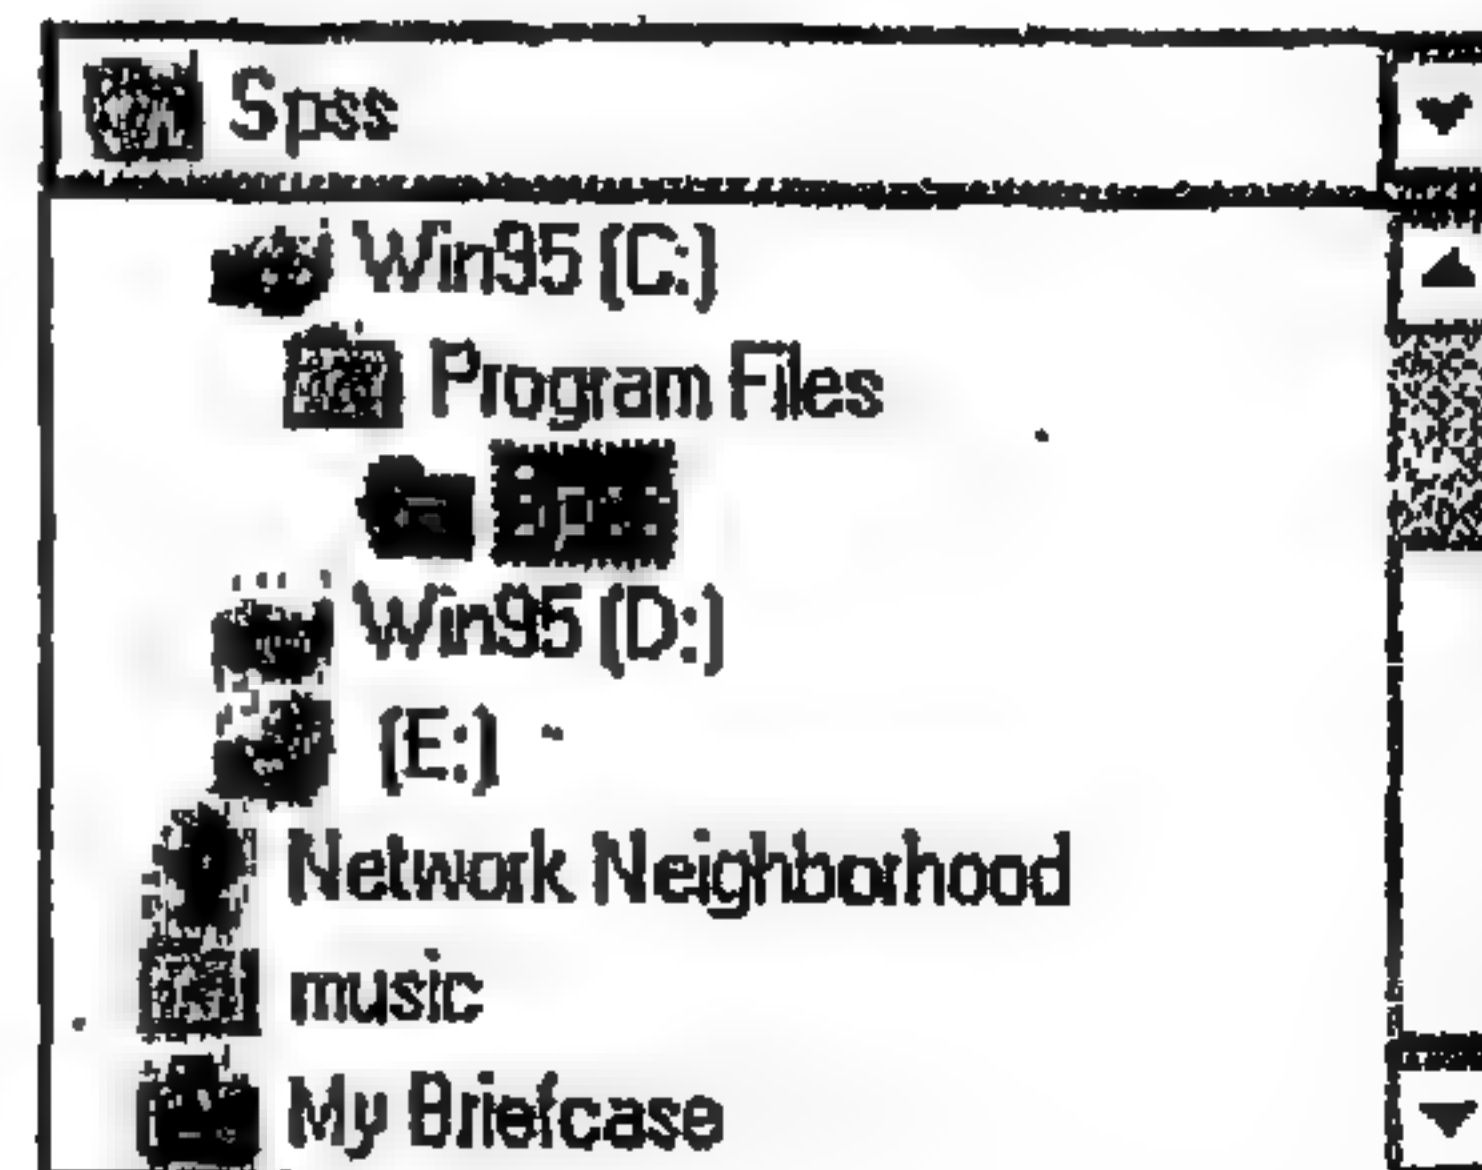 Spss
Win95 (C:)
Program Files
Spss
Win95 (D:)
(E:)
Network Neighborhood
music
My Briefcase